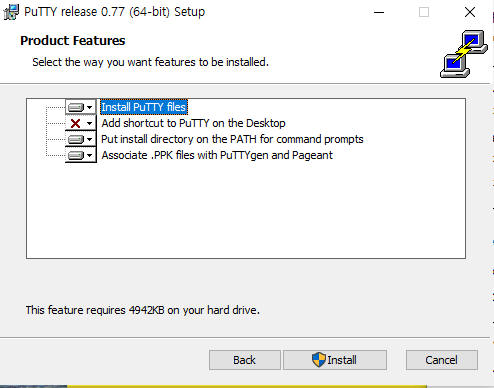 PuTTY release 0.77 (64-bit) Setup
Product Features
Select the way you want features to be installed.
Install PuTTY files
Add shortcut to PuTTY on the Desktop
Put install directory on the PATH for command prompts
Associate .PPK files with PuTTYgen and Pageant
This feature requires 4942KB on your hard drive.
Back
Install
Cancel